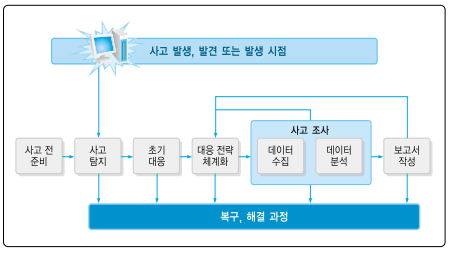 사고 발생, 발견 또는 발생 시점
사고 조사
사고 전
준비
사고
탐지
초기
대응
대응 전략
체계화
데이터
수집
데이터
분석
보고서
작성
복구, 해결 과정